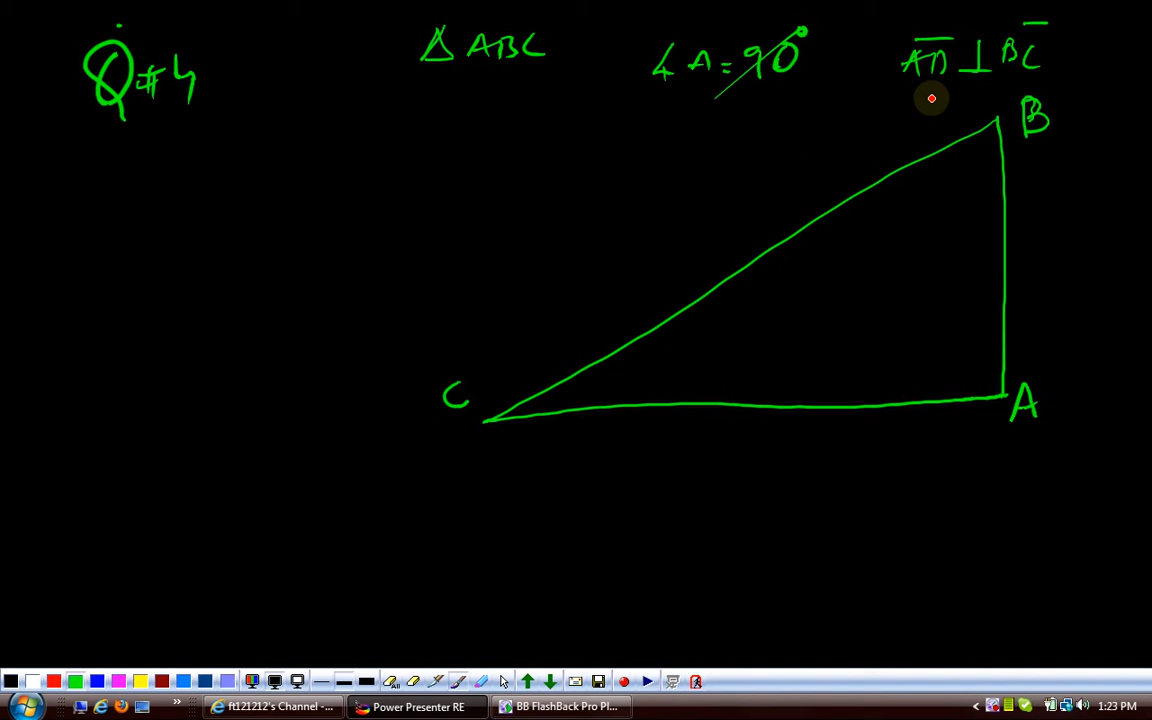 Q#4
Δ ABC
∠A = 90°
AD ⊥ BC
B
C
A
ft121212's Channel -...
Power Presenter RE
BB FlashBack Pro Pl...
1:23 PM